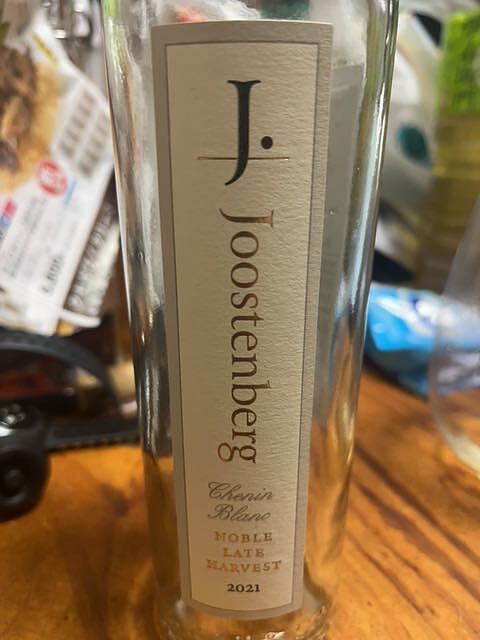 J.
Joostenberg
Chenin
Blanc
NOBLE
LATE
HARVEST
2021